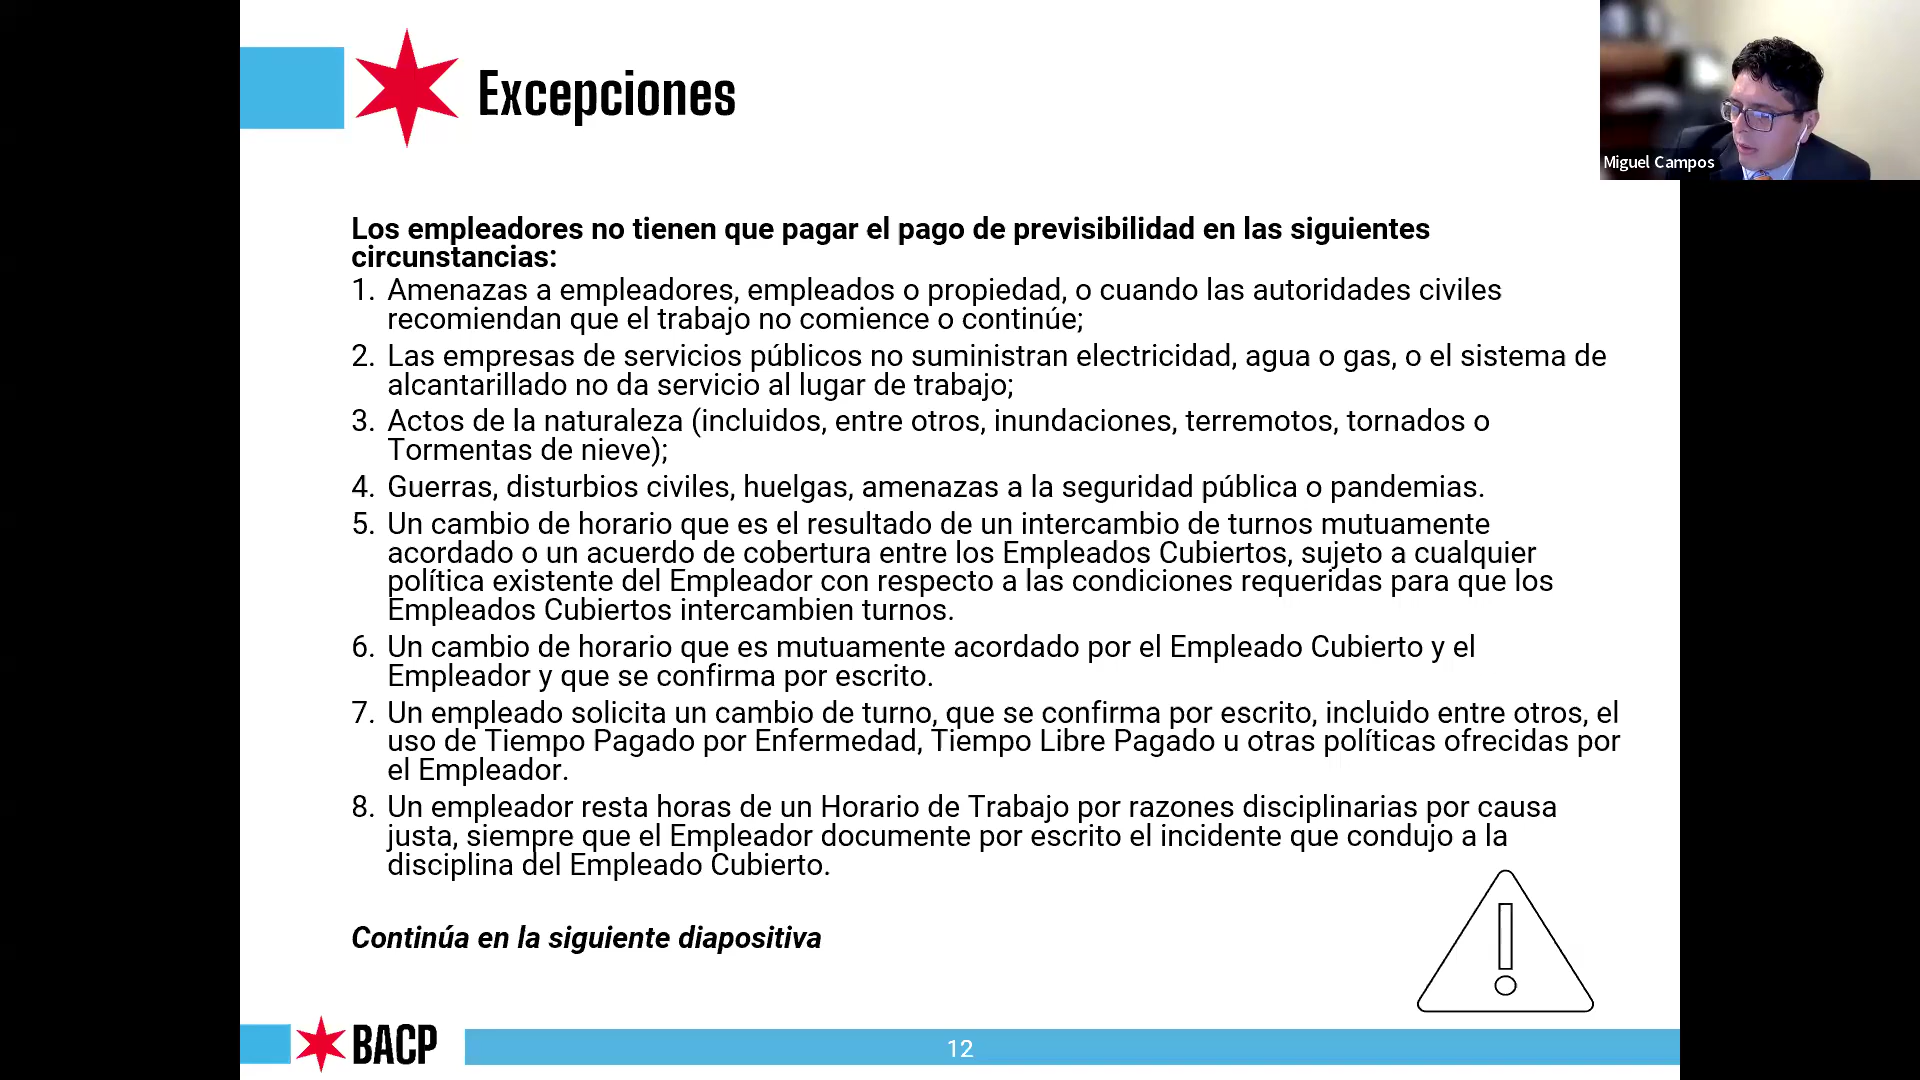 Excepciones
Miguel Campos
Los empleadores no tienen que pagar el pago de previsibilidad en las siguientes
circunstancias:
1. Amenazas a empleadores, empleados o propiedad, o cuando las autoridades civiles
recomiendan que el trabajo no comience o continúe;
2. Las empresas de servicios públicos no suministran electricidad, agua o gas, o el sistema de
alcantarillado no da servicio al lugar de trabajo;
3. Actos de la naturaleza (incluidos, entre otros, inundaciones, terremotos, tornados o
Tormentas de nieve);
4. Guerras, disturbios civiles, huelgas, amenazas a la seguridad pública o pandemias.
5. Un cambio de horario que es el resultado de un intercambio de turnos mutuamente
acordado o un acuerdo de cobertura entre los Empleados Cubiertos, sujeto a cualquier
política existente del Empleador con respecto a las condiciones requeridas para que los
Empleados Cubiertos intercambien turnos.
6. Un cambio de horario que es mutuamente acordado por el Empleado Cubierto y el
Empleador y que se confirma por escrito.
7. Un empleado solicita un cambio de turno, que se confirma por escrito, incluido entre otros, el
uso de Tiempo Pagado por Enfermedad, Tiempo Libre Pagado u otras políticas ofrecidas por
el Empleador.
8. Un empleador resta horas de un Horario de Trabajo por razones disciplinarias por causa
justa, siempre que el Empleador documente por escrito el incidente que condujo a la
disciplina del Empleado Cubierto.
Continúa en la siguiente diapositiva
BACP
12